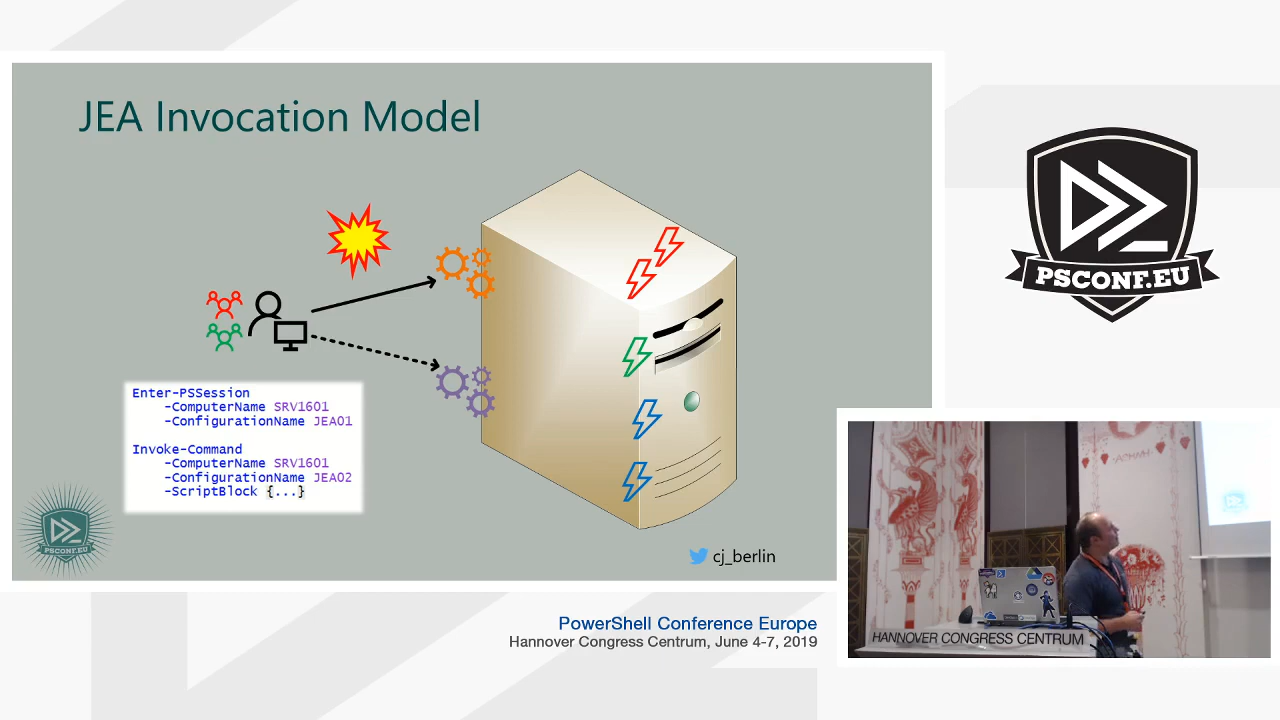 JEA Invocation Model
Enter-PSSession
-ComputerName SRV1601
-ConfigurationName JEA01
Invoke-Command
-ComputerName SRV1601
-ConfigurationName JEA02
-ScriptBlock {...}
PSCONF.EU
cj_berlin
PSCONF.EU
HANNOVER CONGRESS CENTRUM
PowerShell Conference Europe
Hannover Congress Centrum, June 4-7, 2019